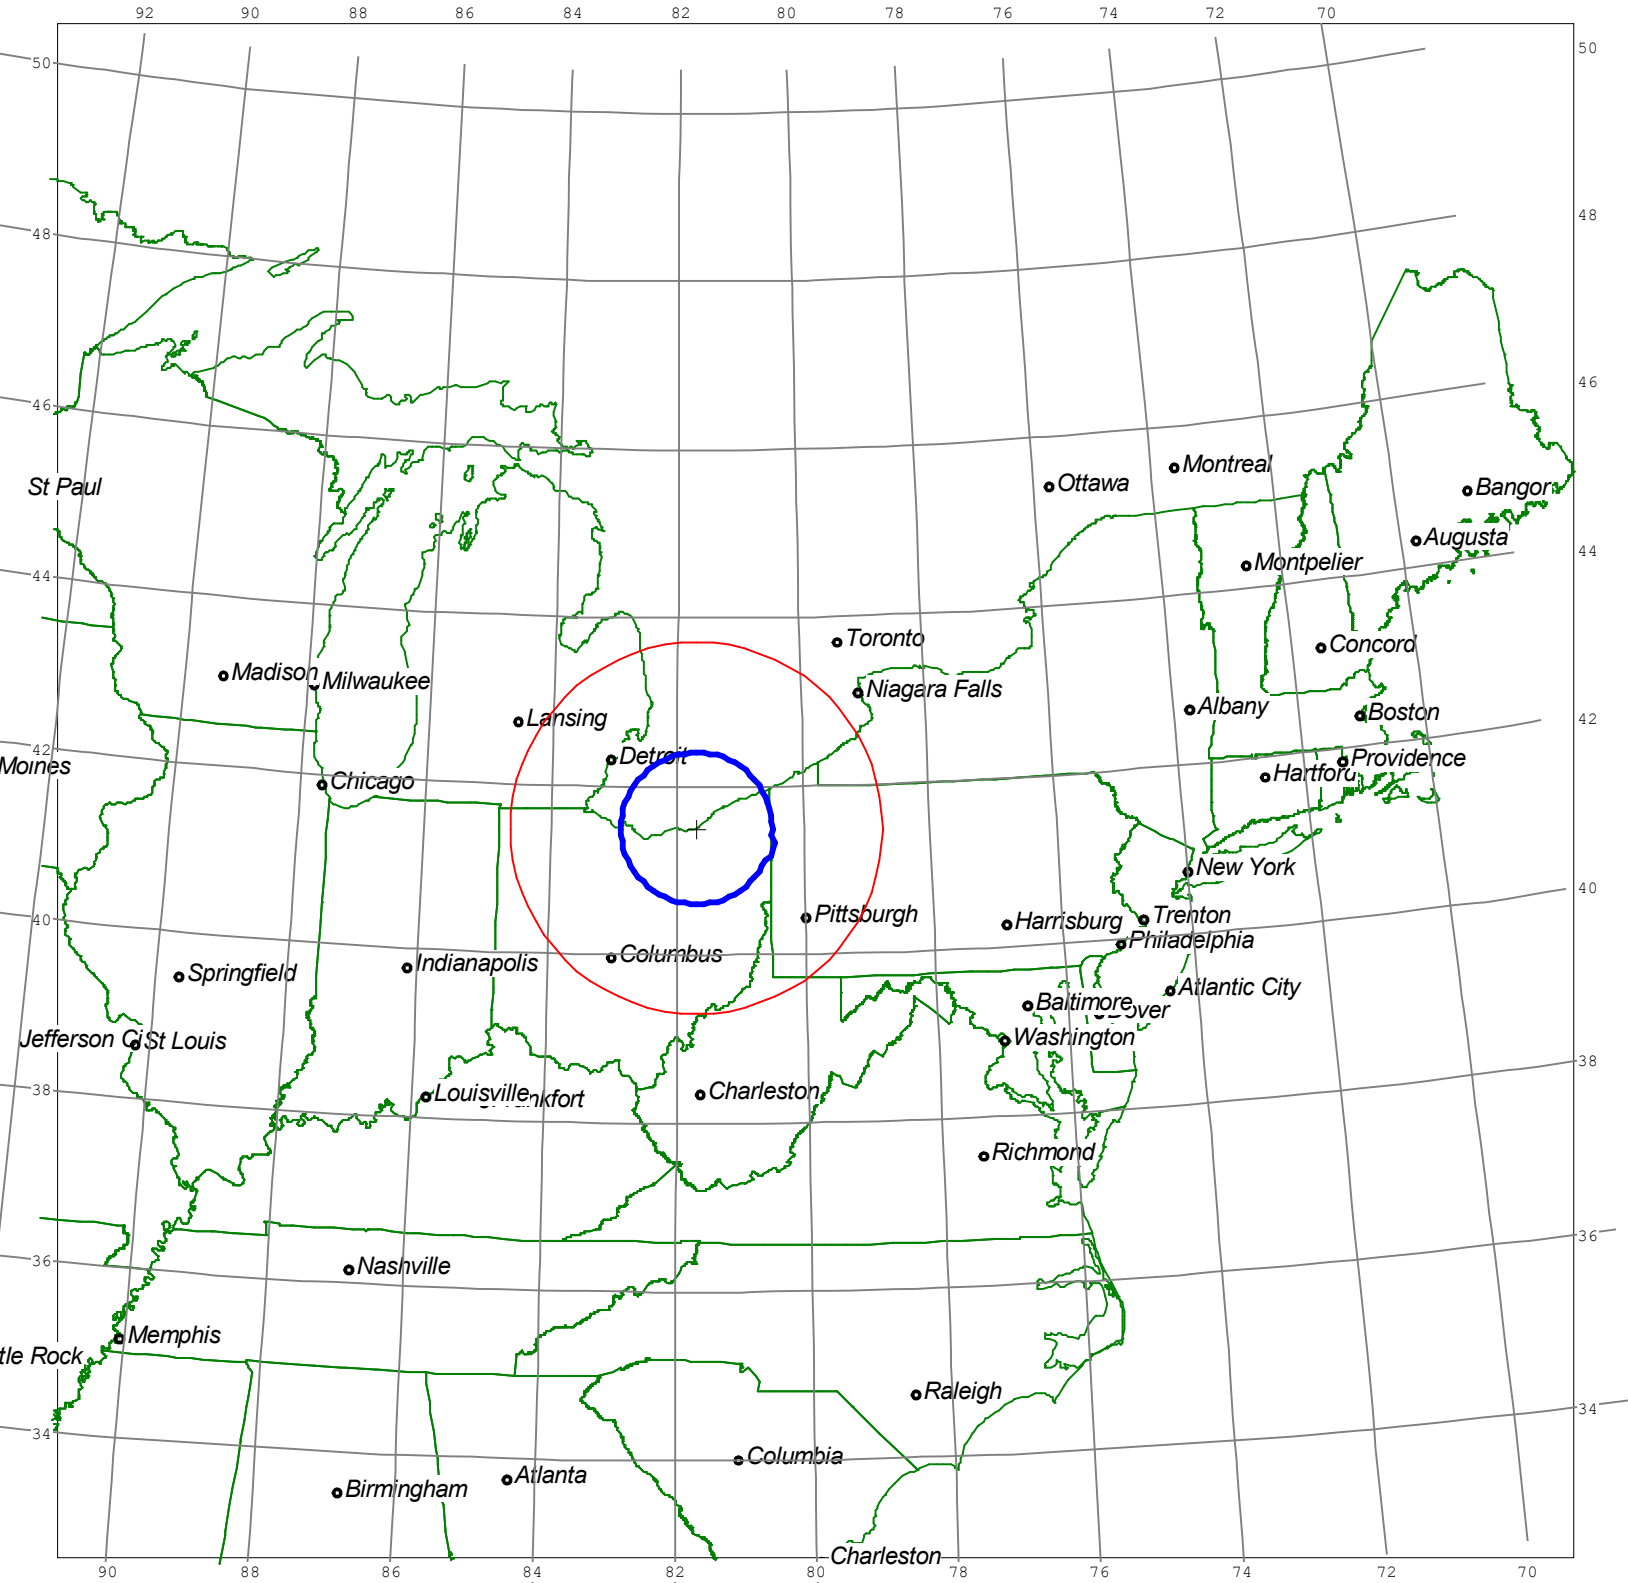 92 90 88 86 84 82 80 78 76 74 72 70
50 50
48 48
46 46
Montreal
Ottawa
St Paul Bangor
Augusta
44 44
Montpelier
Toronto
Concord
Madison Milwaukee Niagara Falls
Albany Boston
Lansing
42 42
Detroit Providence
Moines Hartford
Chicago
New York
40 40
Pittsburgh Harrisburg Trenton
Philadelphia
Columbus
Springfield Indianapolis
Atlantic City
Baltimore
Dover
Jefferson Ci St Louis Washington
38 38
Louisville Frankfort Charleston
Richmond
36 36
Nashville
Memphis
tle Rock
Raleigh
34 34
Columbia
Atlanta
Birmingham
Charleston
90 88 86 84 82 80 78 76 74 72 70